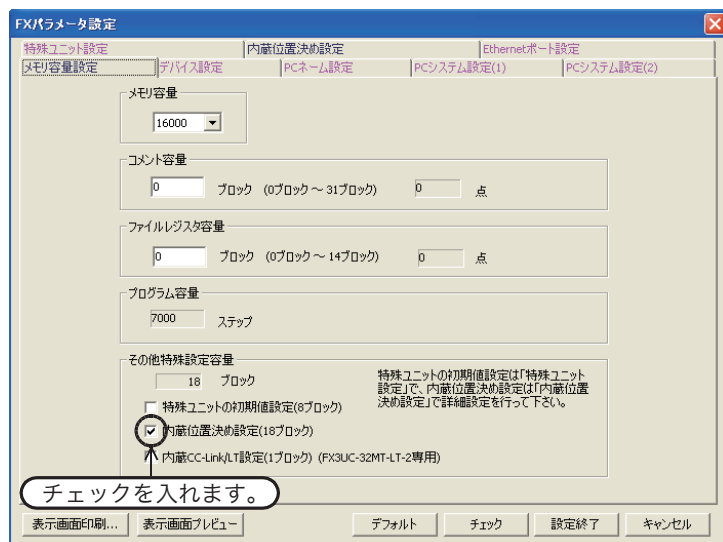 FXパラメータ設定
特殊ユニット設定 内蔵位置決め設定 Ethernetポート設定
メモリ容量設定 デバイス設定 PCネーム設定 PCシステム設定(1) PCシステム設定(2)
メモリ容量
16000
コメント容量
0 ブロック (0ブロック ～ 31ブロック) 0 点
ファイルレジスタ容量
0 ブロック (0ブロック ～ 14ブロック) 0 点
プログラム容量
7000 ステップ
その他特殊設定容量
18 ブロック
特殊ユニットの初期値設定は「特殊ユニット
設定」で、内蔵位置決め設定は「内蔵位置
決め設定」で詳細設定を行って下さい。
特殊ユニットの初期値設定(8ブロック)
内蔵位置決め設定(18ブロック)
内蔵CC-Link/LT設定(1ブロック) (FX3UC-32MT-LT-2専用)
チェックを入れます。
表示画面印刷... 表示画面プレビュー デフォルト チェック 設定終了 キャンセル